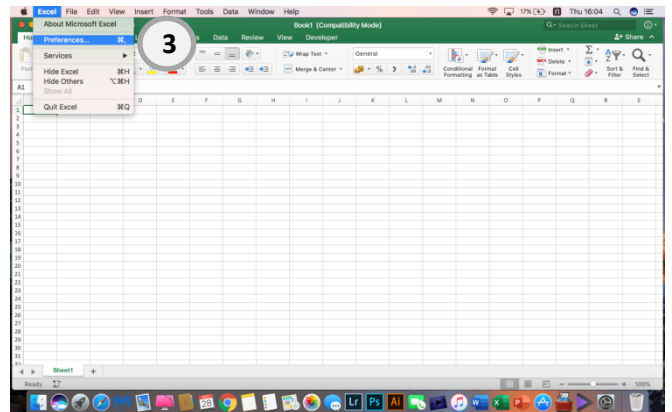 Excel File Edit View Insert Format Tools Data Window Help 17% Thu 16:04
Book1 [Compatibility Mode] Search Sheet
Data Review View Developer Share
About Microsoft Excel
Preferences... ⌘,
Services
Hide Excel ⌘H
Hide Others ⌥⌘H
Show All
Quit Excel ⌘Q
3
Wrap Text General Insert
Merge & Center % Conditional Formatting Format as Table Cell Styles Delete Format Sort & Filter Find & Select
A1
D E F G H I J K L M N O P Q R S
1
2
3
4
5
6
7
8
9
10
11
12
13
14
15
16
17
18
19
20
21
22
23
24
25
26
27
28
29
30
31
Sheet1 +
Ready 100%
28 Lr Ps Ai